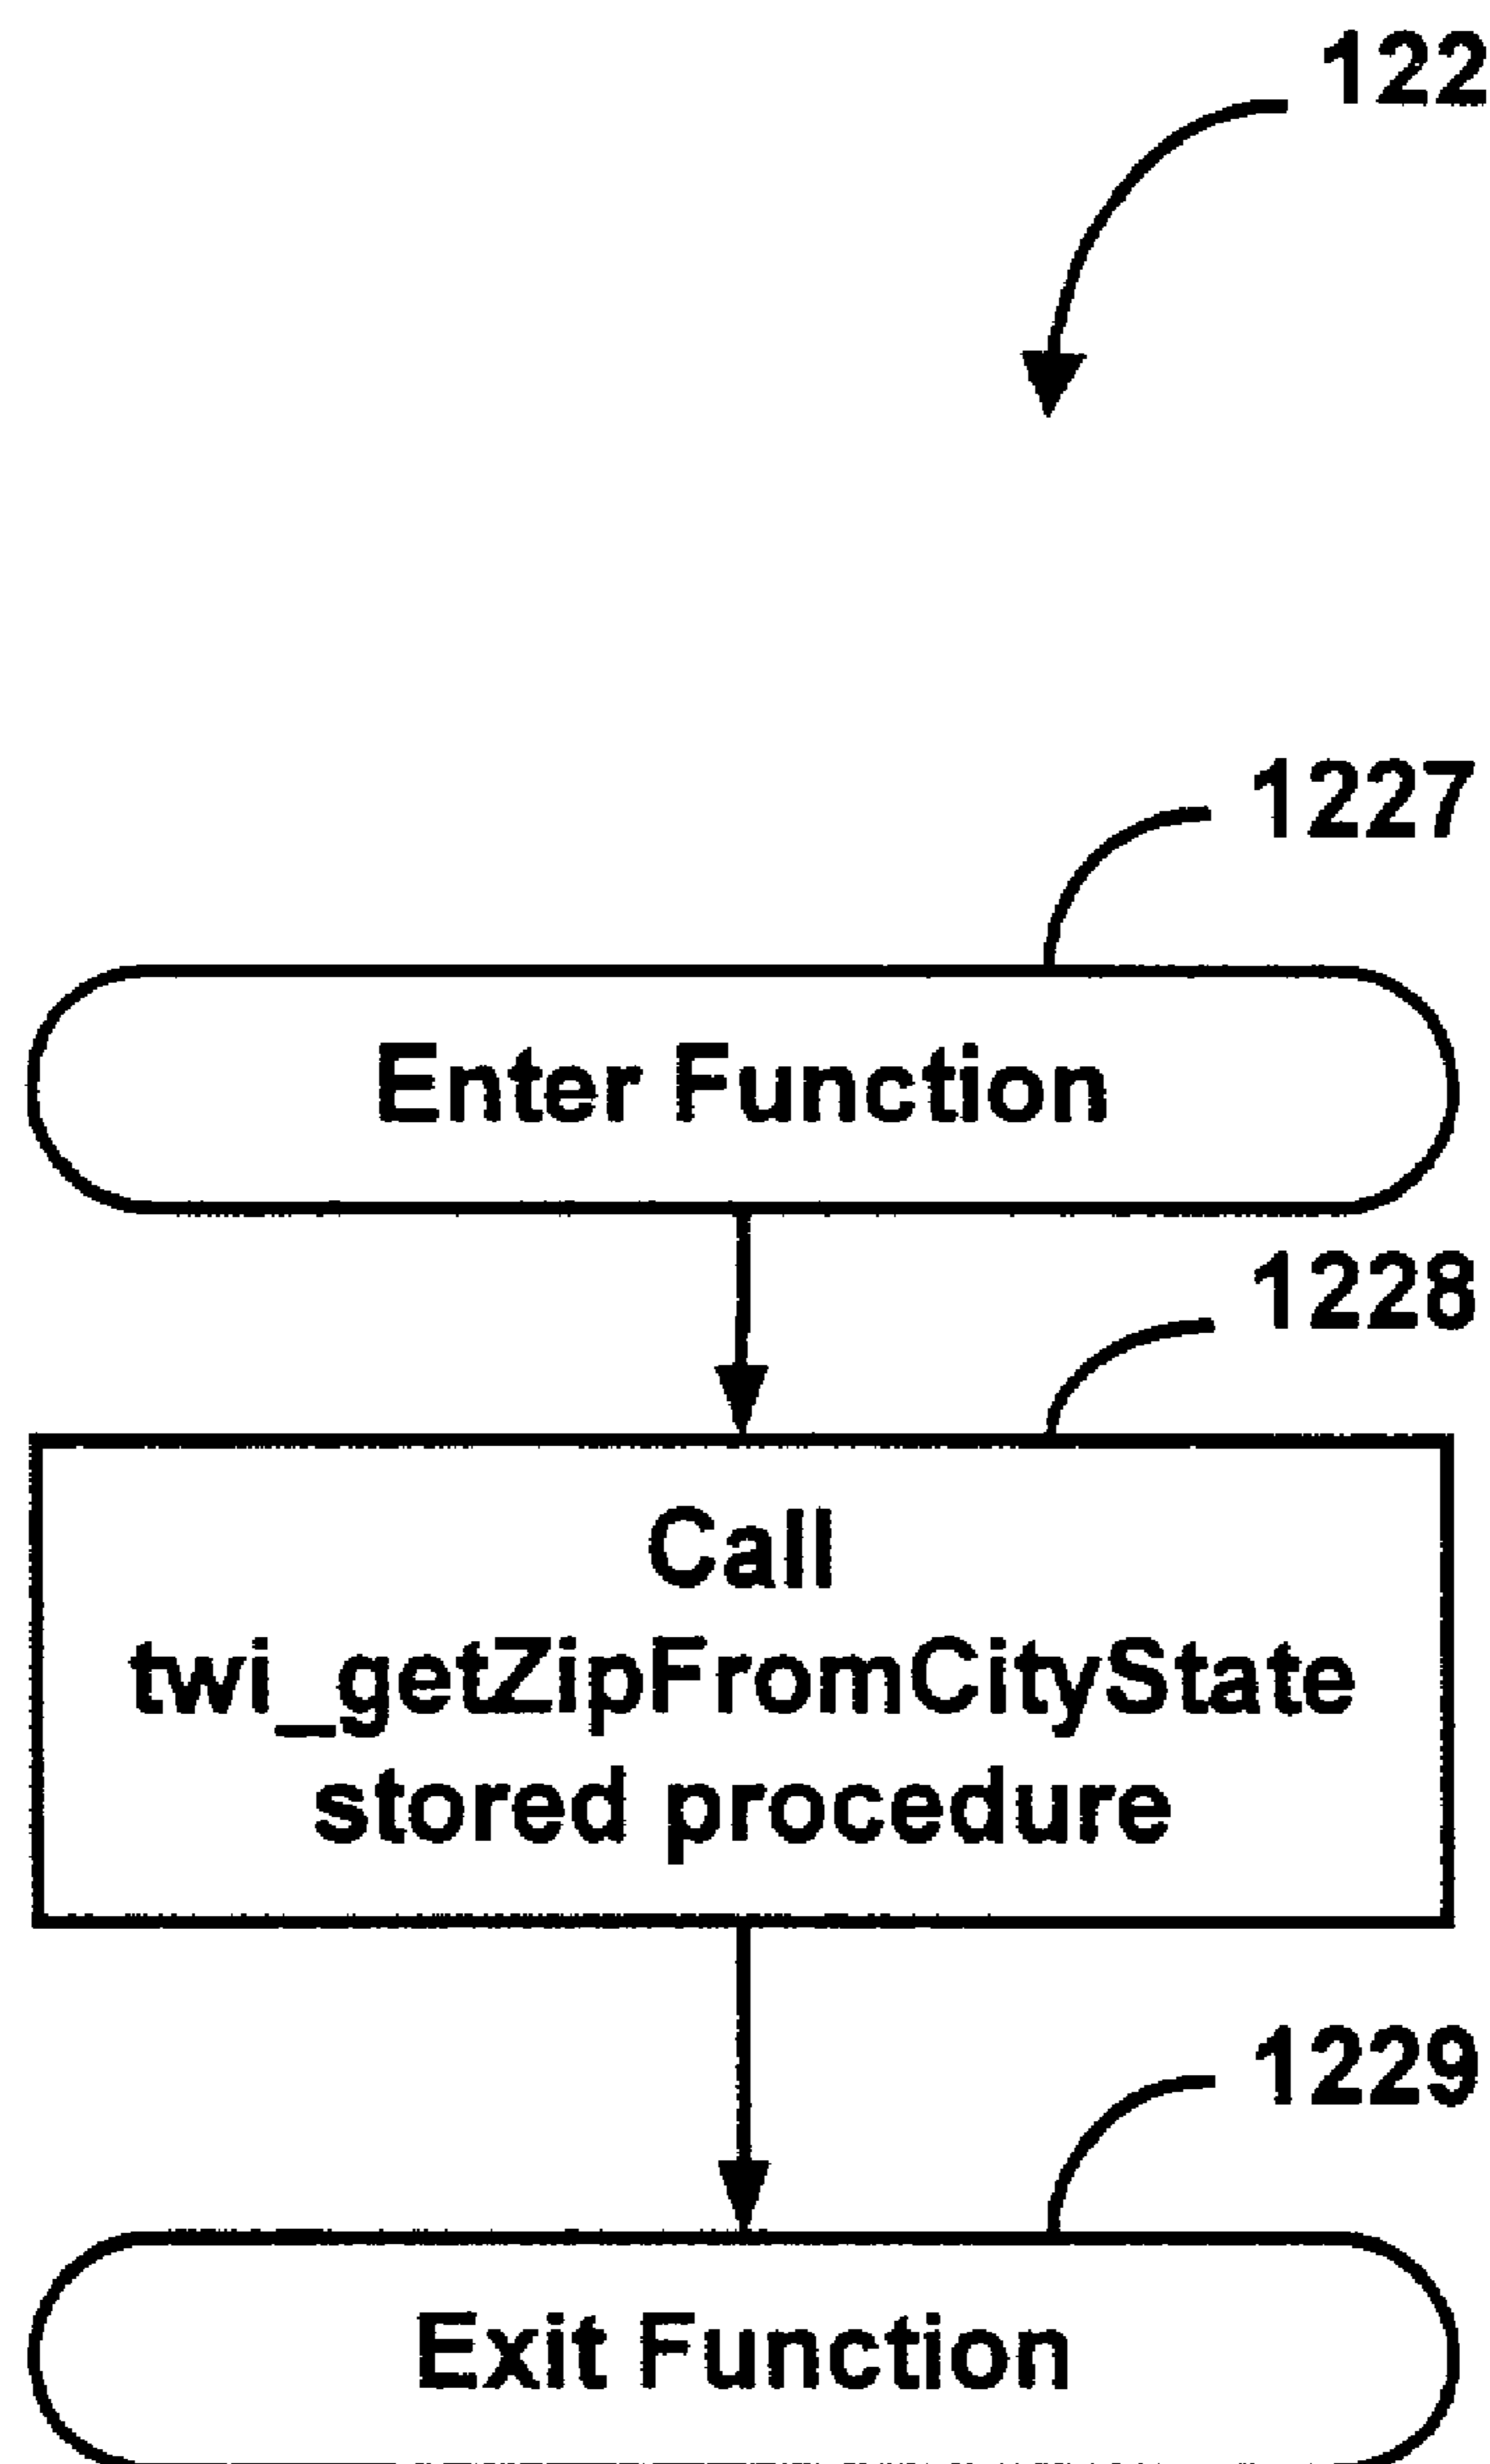 122
1227
Enter Function
1228
Call
twi_getZipFromCityState
stored procedure
1229
Exit Function